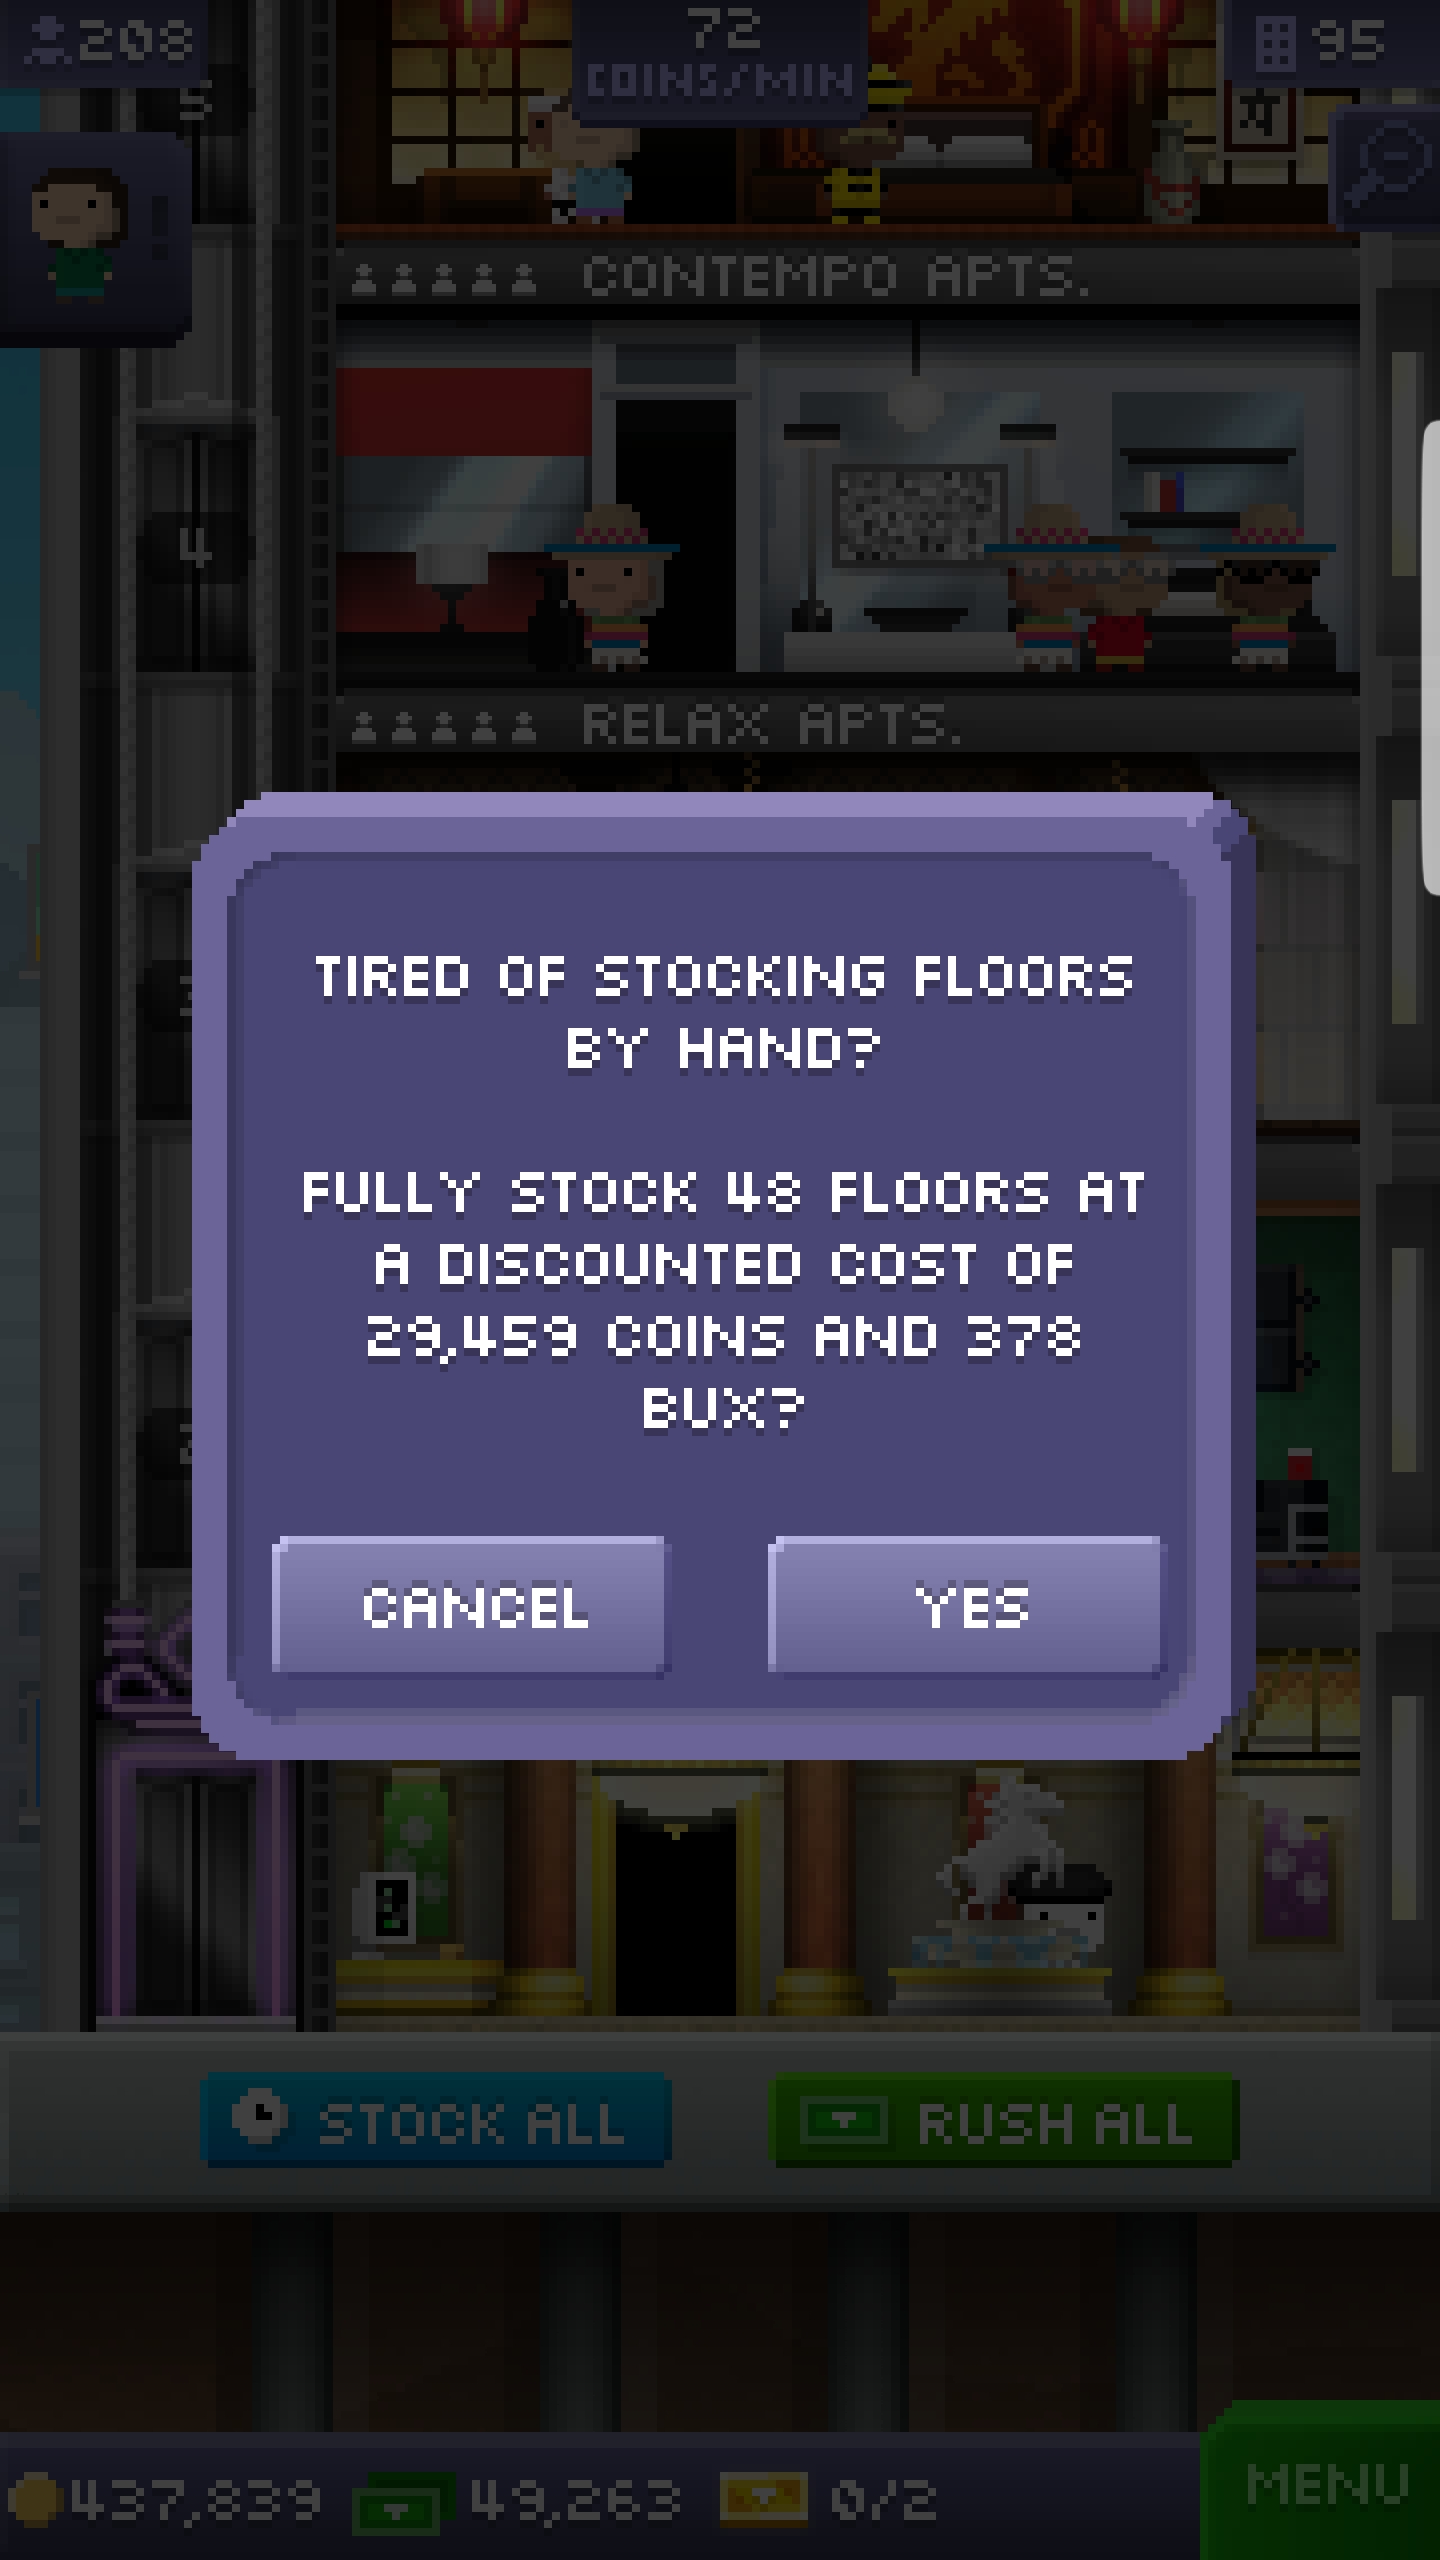 208
72
COINS/MIN
95
5
CONTEMPO APTS.
4
RELAX APTS.
TIRED OF STOCKING FLOORS
BY HAND?
FULLY STOCK 48 FLOORS AT
A DISCOUNTED COST OF
29,459 COINS AND 378
BUX?
CANCEL
YES
STOCK ALL
RUSH ALL
437,839
49,263
0/2
MENU